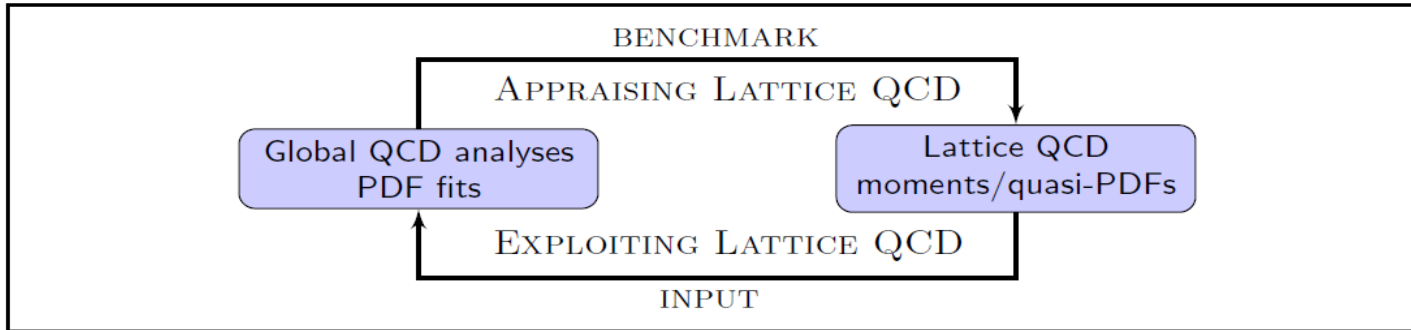 BENCHMARK
APPRAISING LATTICE QCD
Global QCD analyses
PDF fits
Lattice QCD
moments/quasi-PDFs
EXPLOITING LATTICE QCD
INPUT